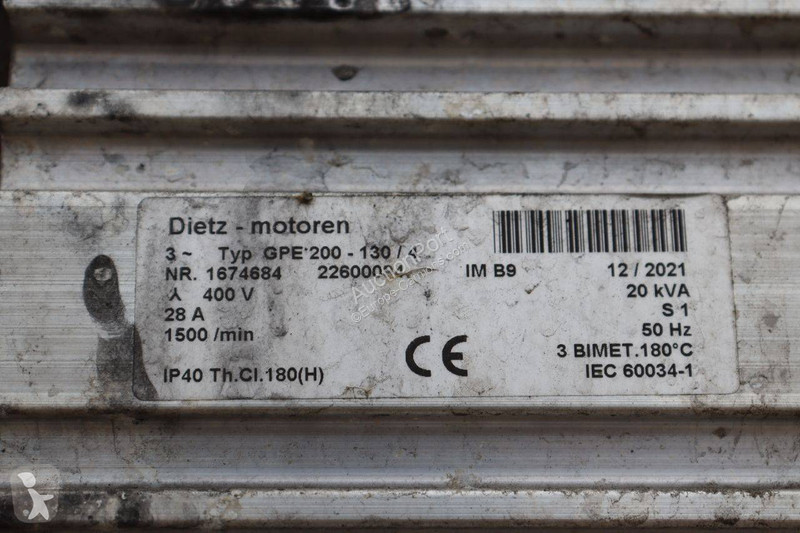 Dietz - motoren
3 ~ Typ GPE 200 - 130 / 4
NR. 1674684 IM B9 12 / 2021
⅄ 400 V 20 kVA
28 A S 1
1500 /min 50 Hz
CE
3 BIMET.180°C
IP40 Th.Cl.180(H) IEC 60034-1